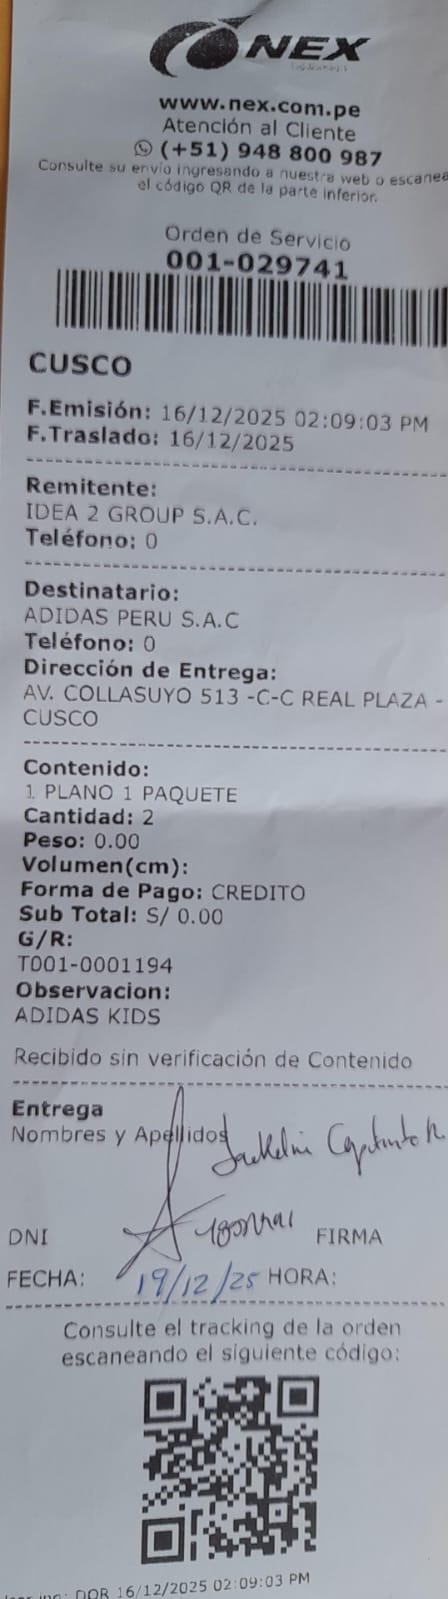 NEX
www.nex.com.pe
Atención al Cliente
(+51) 948 800 987
Consulte su envío ingresando a nuestra web o escanea
el código QR de la parte inferior.
Orden de Servicio
001-029741
CUSCO
F.Emisión: 16/12/2025 02:09:03 PM
F.Traslado: 16/12/2025
Remitente:
IDEA 2 GROUP S.A.C.
Teléfono: 0
Destinatario:
ADIDAS PERU S.A.C
Teléfono: 0
Dirección de Entrega:
AV. COLLASUYO 513 -C-C REAL PLAZA -
CUSCO
Contenido:
1 PLANO 1 PAQUETE
Cantidad: 2
Peso: 0.00
Volumen(cm):
Forma de Pago: CREDITO
Sub Total: S/ 0.00
G/R:
T001-0001194
Observacion:
ADIDAS KIDS
Recibido sin verificación de Contenido
Entrega
Nombres y Apellidos
DNI FIRMA
FECHA: 19/12/25 HORA:
Consulte el tracking de la orden
escaneando el siguiente código:
DOR 16/12/2025 02:09:03 PM